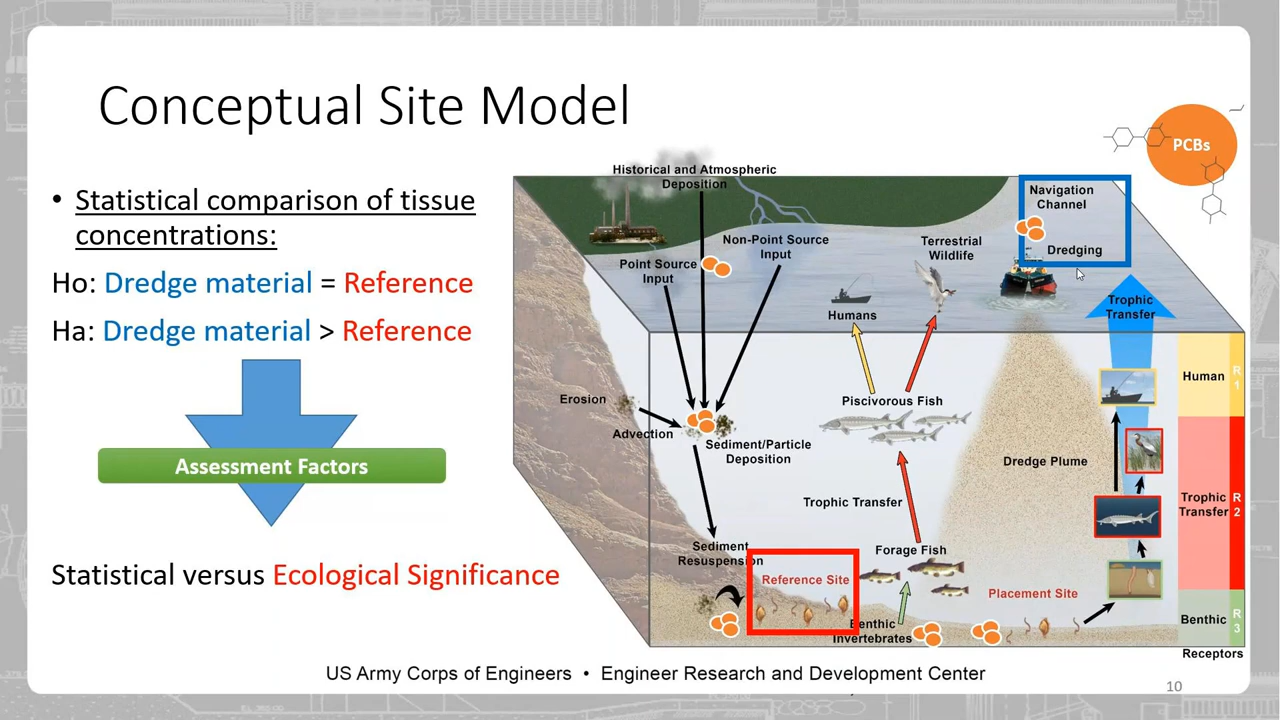 Conceptual Site Model
PCBs
• Statistical comparison of tissue
concentrations:
Ho: Dredge material = Reference
Ha: Dredge material > Reference
Assessment Factors
Statistical versus Ecological Significance
Historical and Atmospheric
Deposition
Non-Point Source
Input
Point Source
Input
Terrestrial
Wildlife
Navigation
Channel
Dredging
Humans
Trophic
Transfer
Erosion
Advection
Sediment/Particle
Deposition
Piscivorous Fish
Dredge Plume
Trophic Transfer
Sediment
Resuspension
Reference Site
Forage Fish
Benthic
Invertebrates
Placement Site
Human
R
1
Trophic
Transfer
R
2
Benthic
R
3
Receptors
US Army Corps of Engineers • Engineer Research and Development Center
10